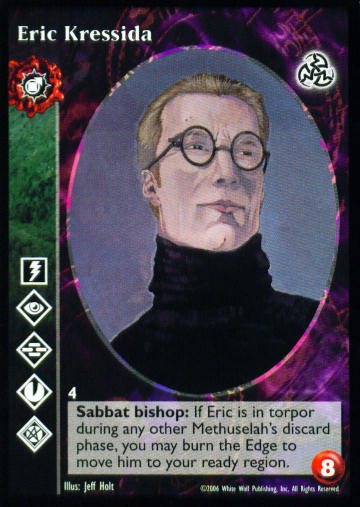 Eric Kressida
4
Sabbat bishop: If Eric is in torpor
during any other Methuselah's discard
phase, you may burn the Edge to
move him to your ready region.
8
Illus: Jeff Holt
©2006 White Wolf Publishing, Inc. All Rights Reserved.